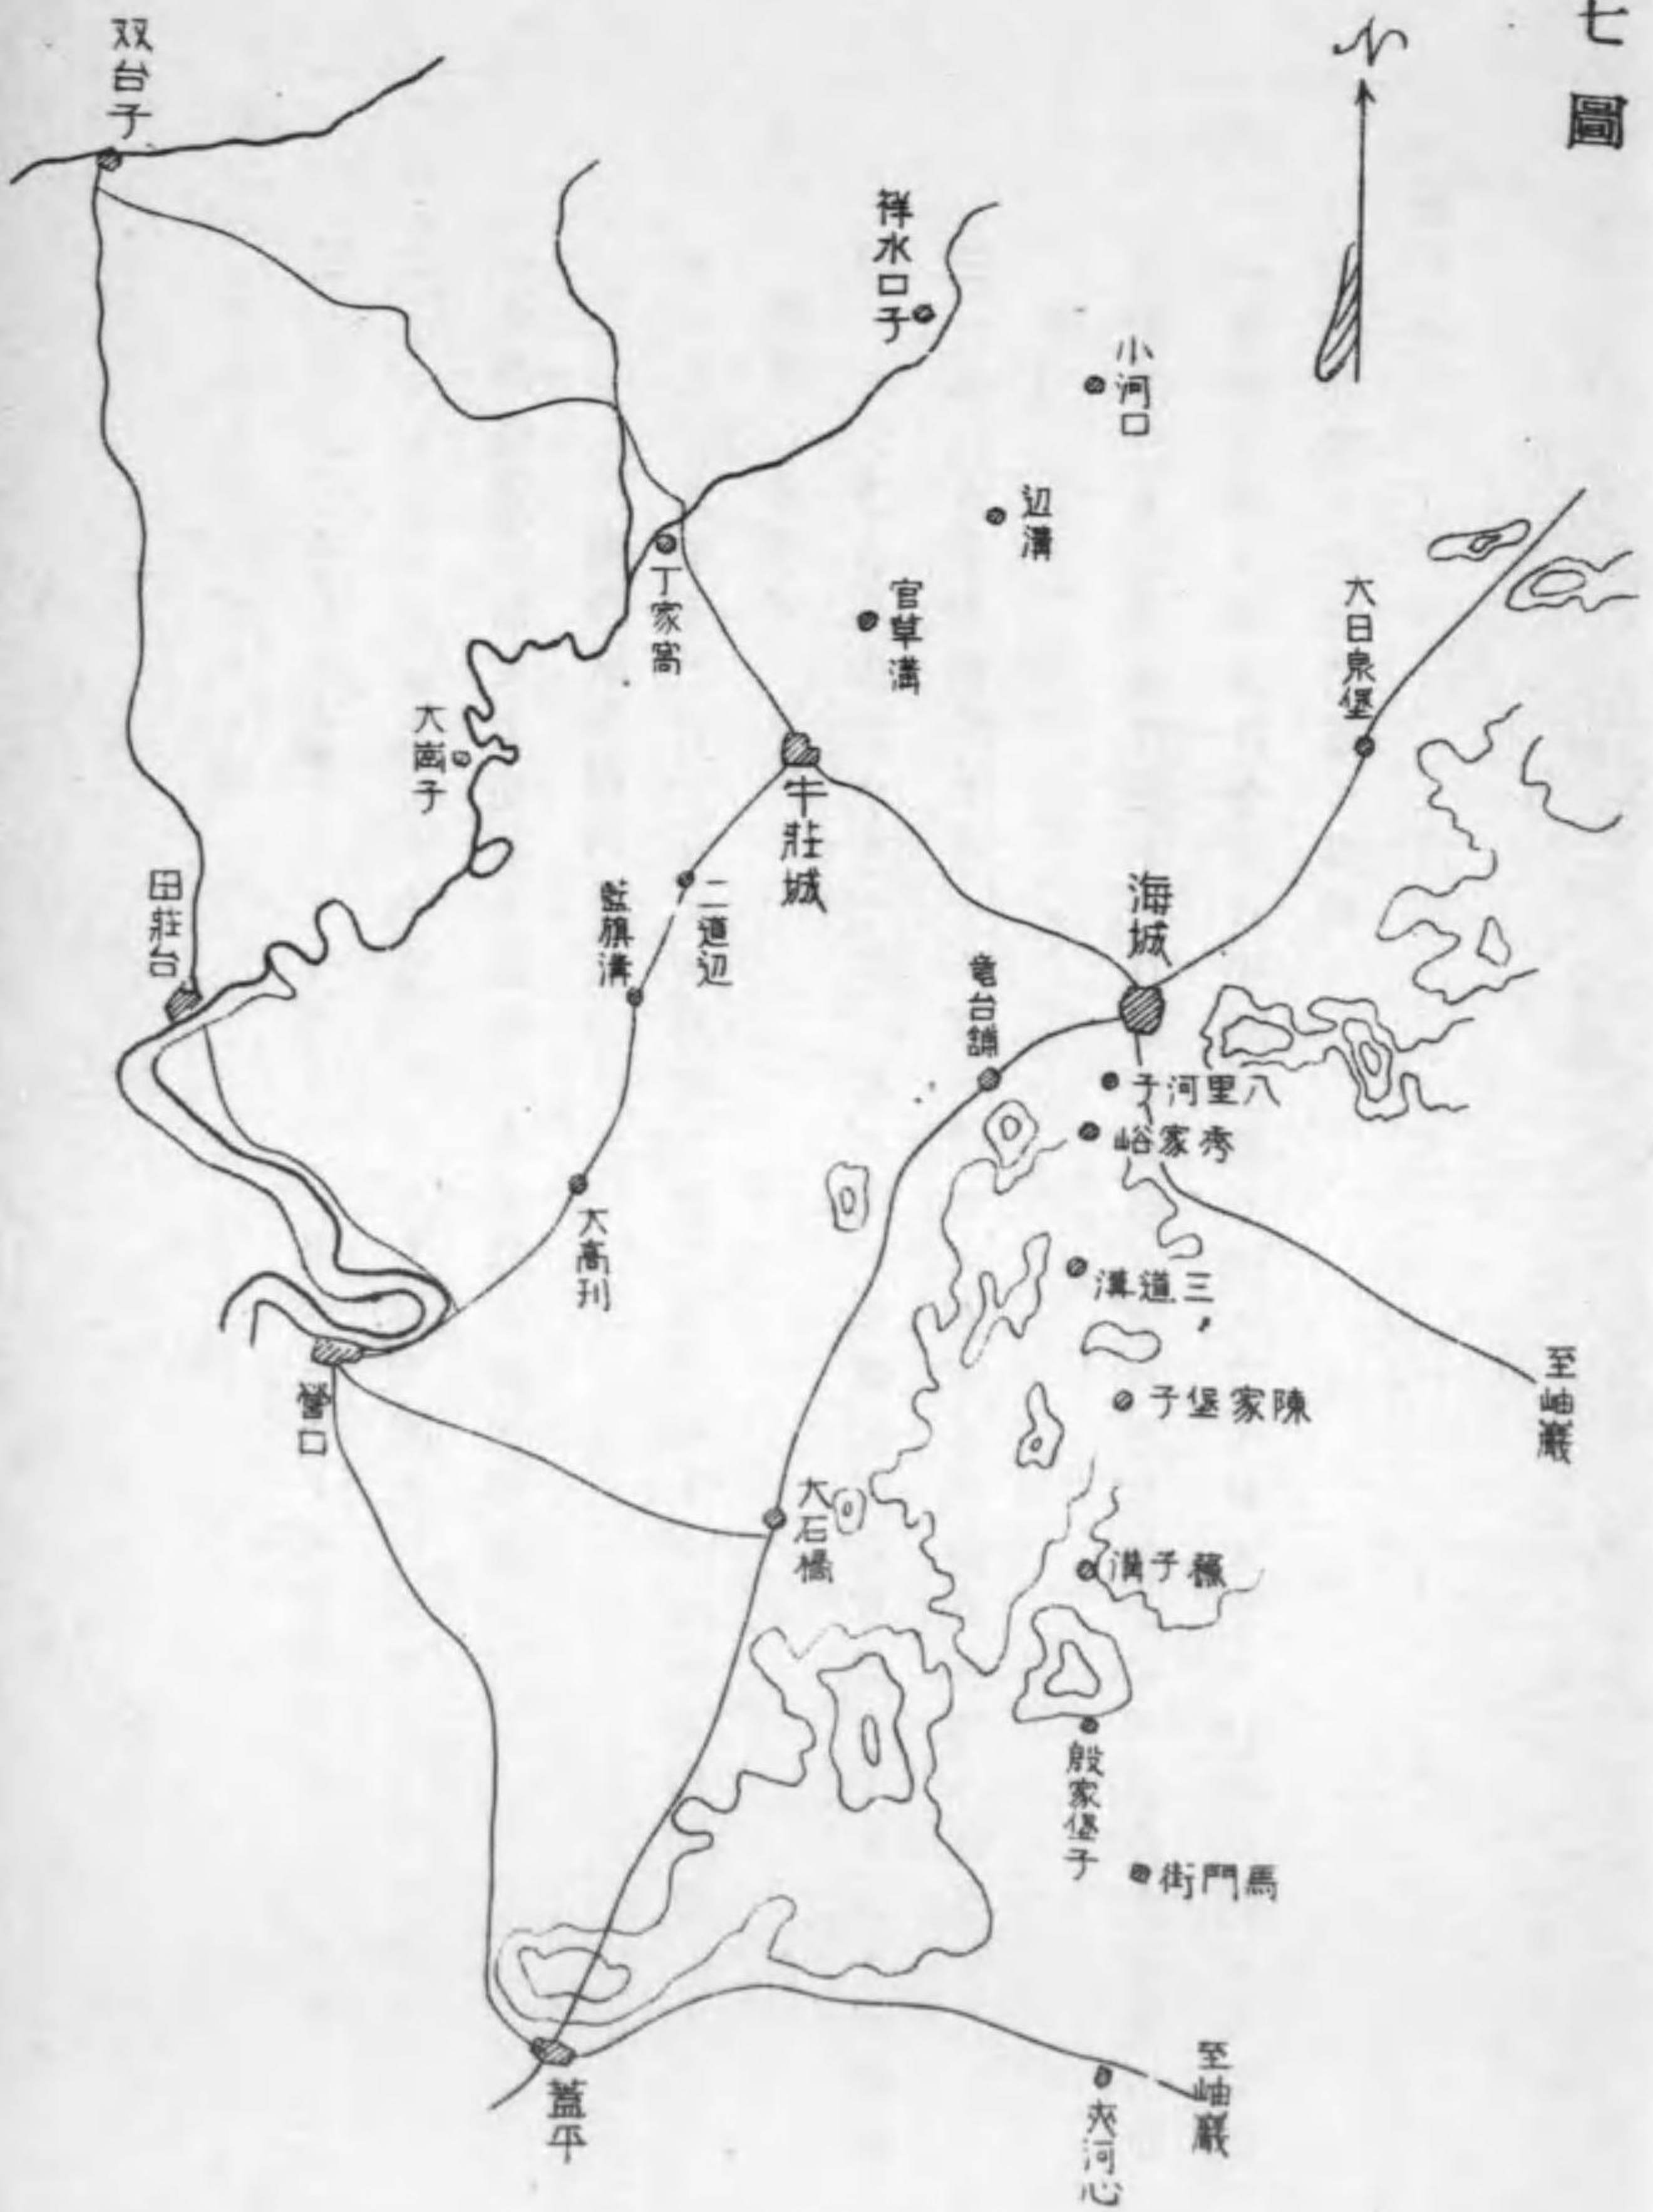 七圖
N
双台子
祥水口子
小河口
辺溝
官草溝
丁家窩
大日泉堡
大崗子
牛莊城
二道辺
藍旗溝
田莊台
海城
竜台舖
八里河子
秀家峪
大高刊
三道溝
至岫巖
陳家堡子
營口
大石橋
子溝
殷家堡子
馬門街
至岫巖
蓋平
夾河心